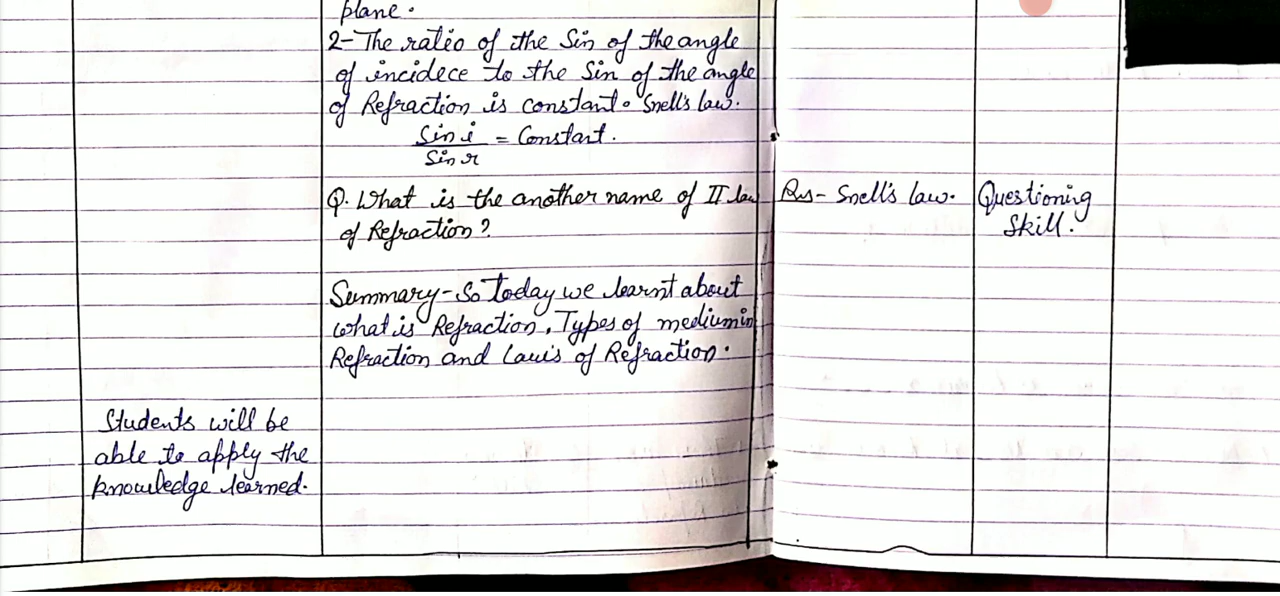 plane.
2-The ratio of the Sin of the angle
of incidece to the Sin of the angle
of Refraction is constant. Snell's law.
Sin i
Sin r
= Constant.
Q. What is the another name of II law
of Refraction?
Ans- Snell's law.
Questioning
Skill.
Summary-So Today we learnt about
what is Refraction, Types of medium in
Refraction and Laws of Refraction.
Students will be
able to apply the
knowledge learned.